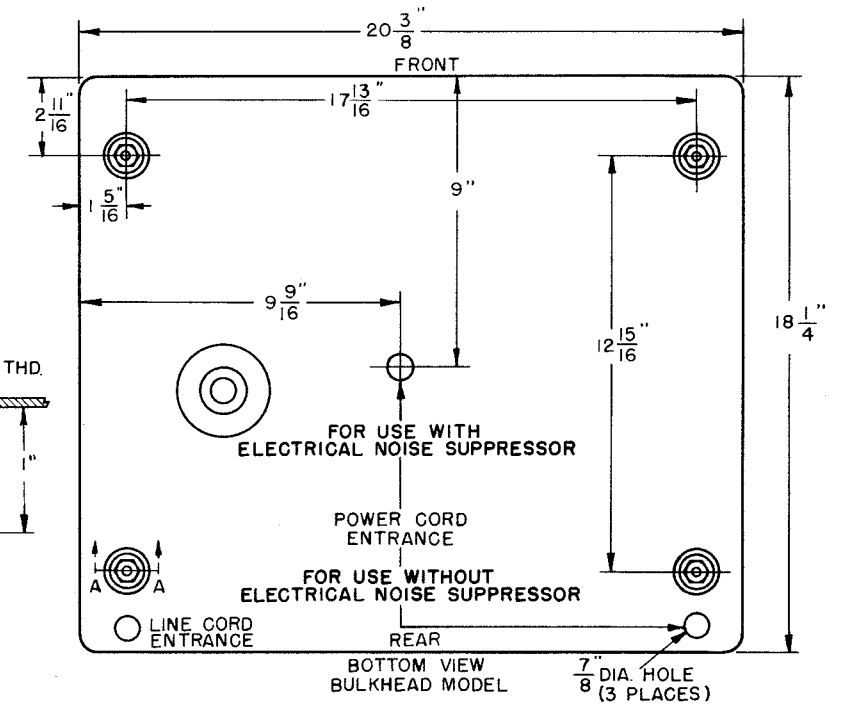 20 3/8"
FRONT
17 13/16"
2 11/16"
9"
1 5/16"
9 9/16"
18 1/4"
12 15/16"
THD.
1"
FOR USE WITH
ELECTRICAL NOISE SUPPRESSOR
POWER CORD
ENTRANCE
FOR USE WITHOUT
ELECTRICAL NOISE SUPPRESSOR
A A
LINE CORD
ENTRANCE
REAR
BOTTOM VIEW
BULKHEAD MODEL
7/8" DIA. HOLE
(3 PLACES)